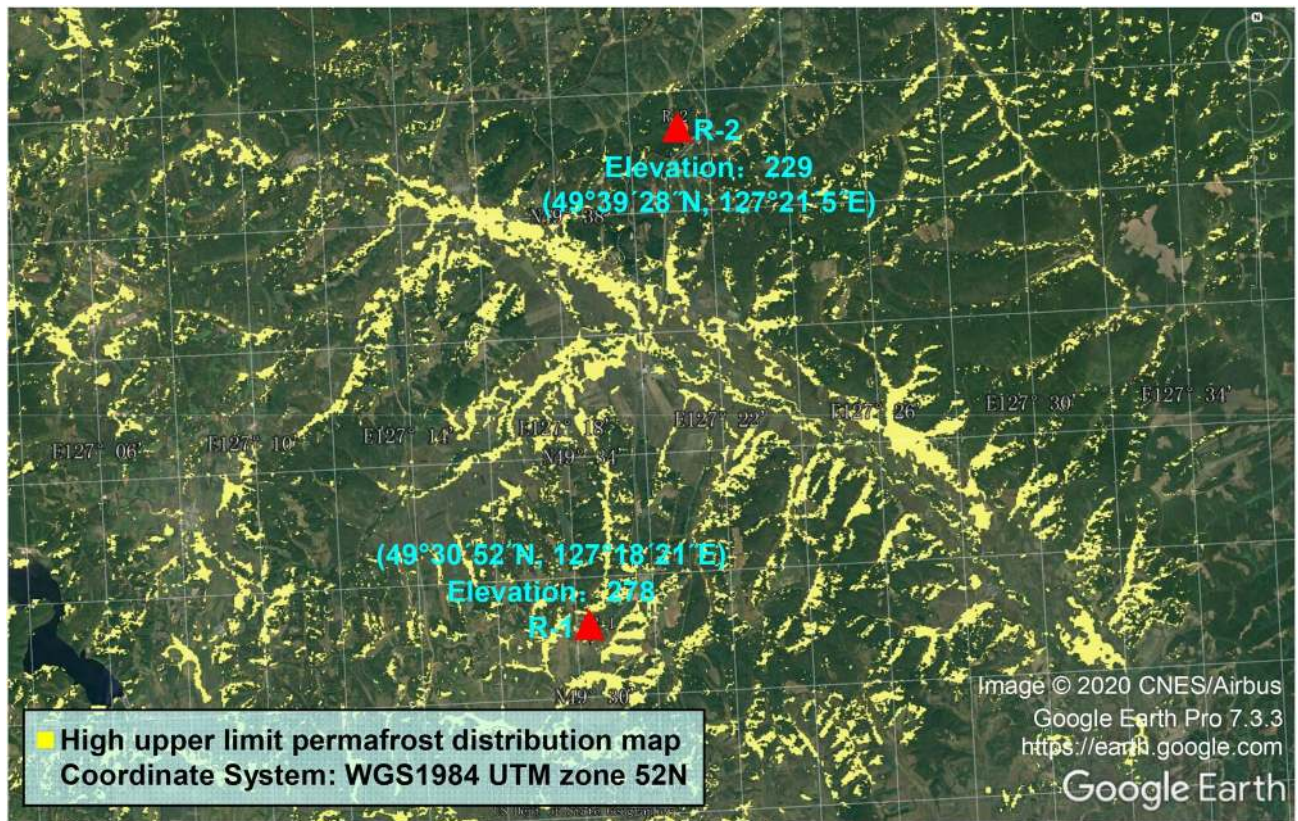 N
R-2
R-2
Elevation： 229
(49°39′28″N, 127°21′5″E)
N49° 38'
E127° 34'
E127° 30'
E127° 26'
E127° 22'
E127° 18'
E127° 14'
E127° 10'
E127° 06'
N49° 34'
(49°30′52″N, 127°18′21″E)
Elevation： 278
R-1
N49° 30'
Image © 2020 CNES/Airbus
Google Earth Pro 7.3.3
https://earth.google.com
Google Earth
High upper limit permafrost distribution map
Coordinate System: WGS1984 UTM zone 52N